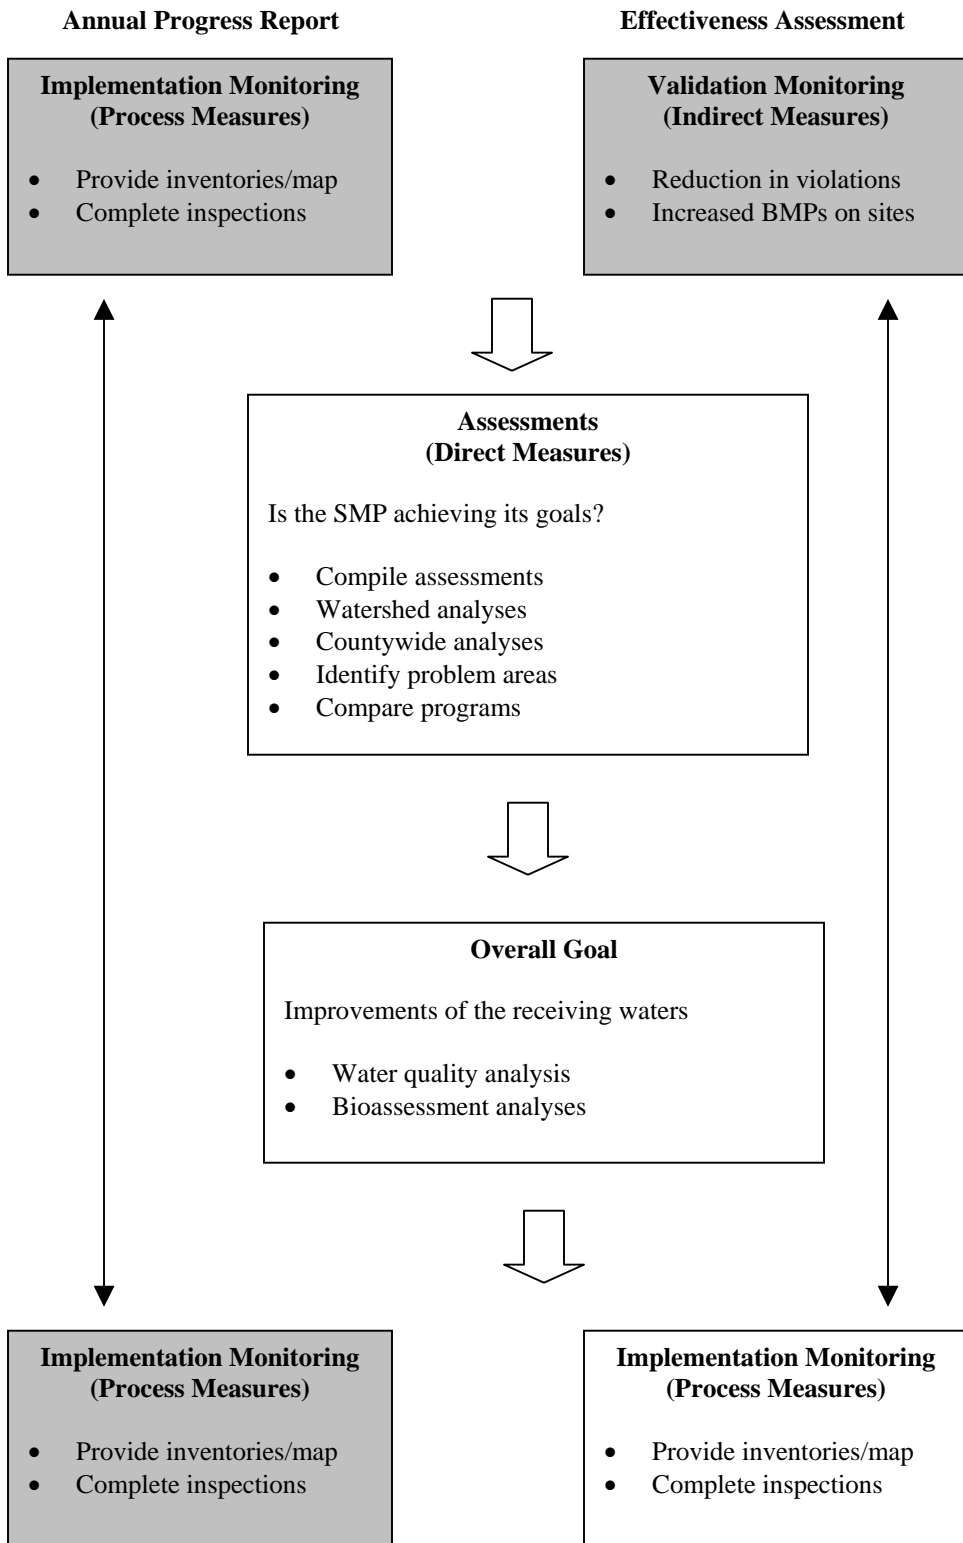 Annual Progress Report
Effectiveness Assessment
Implementation Monitoring
(Process Measures)
• Provide inventories/map
• Complete inspections
Validation Monitoring
(Indirect Measures)
• Reduction in violations
• Increased BMPs on sites
Assessments
(Direct Measures)
Is the SMP achieving its goals?
• Compile assessments
• Watershed analyses
• Countywide analyses
• Identify problem areas
• Compare programs
Overall Goal
Improvements of the receiving waters
• Water quality analysis
• Bioassessment analyses
Implementation Monitoring
(Process Measures)
• Provide inventories/map
• Complete inspections
Implementation Monitoring
(Process Measures)
• Provide inventories/map
• Complete inspections